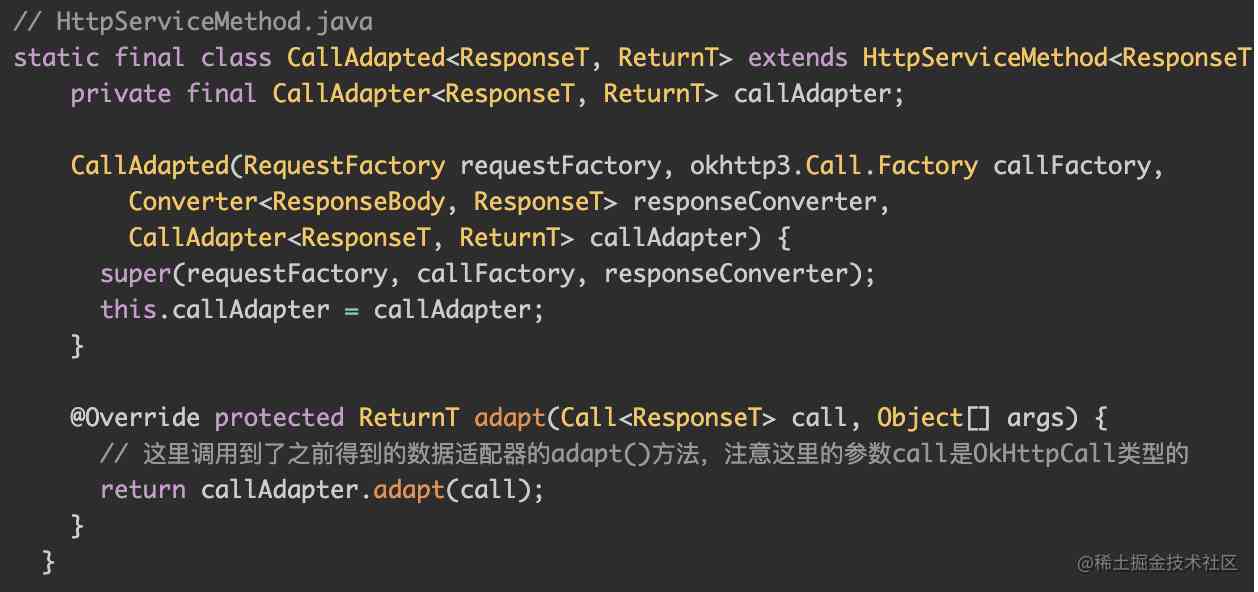 // HttpServiceMethod.java
static final class CallAdapted<ResponseT, ReturnT> extends HttpServiceMethod<ResponseT
    private final CallAdapter<ResponseT, ReturnT> callAdapter;

    CallAdapted(RequestFactory requestFactory, okhttp3.Call.Factory callFactory,
        Converter<ResponseBody, ResponseT> responseConverter,
        CallAdapter<ResponseT, ReturnT> callAdapter) {
      super(requestFactory, callFactory, responseConverter);
      this.callAdapter = callAdapter;
    }

    @Override protected ReturnT adapt(Call<ResponseT> call, Object[] args) {
      // 这里调用到了之前得到的数据适配器的adapt()方法，注意这里的参数call是OkHttpCall类型的
      return callAdapter.adapt(call);
    }
  }
@稀土掘金技术社区